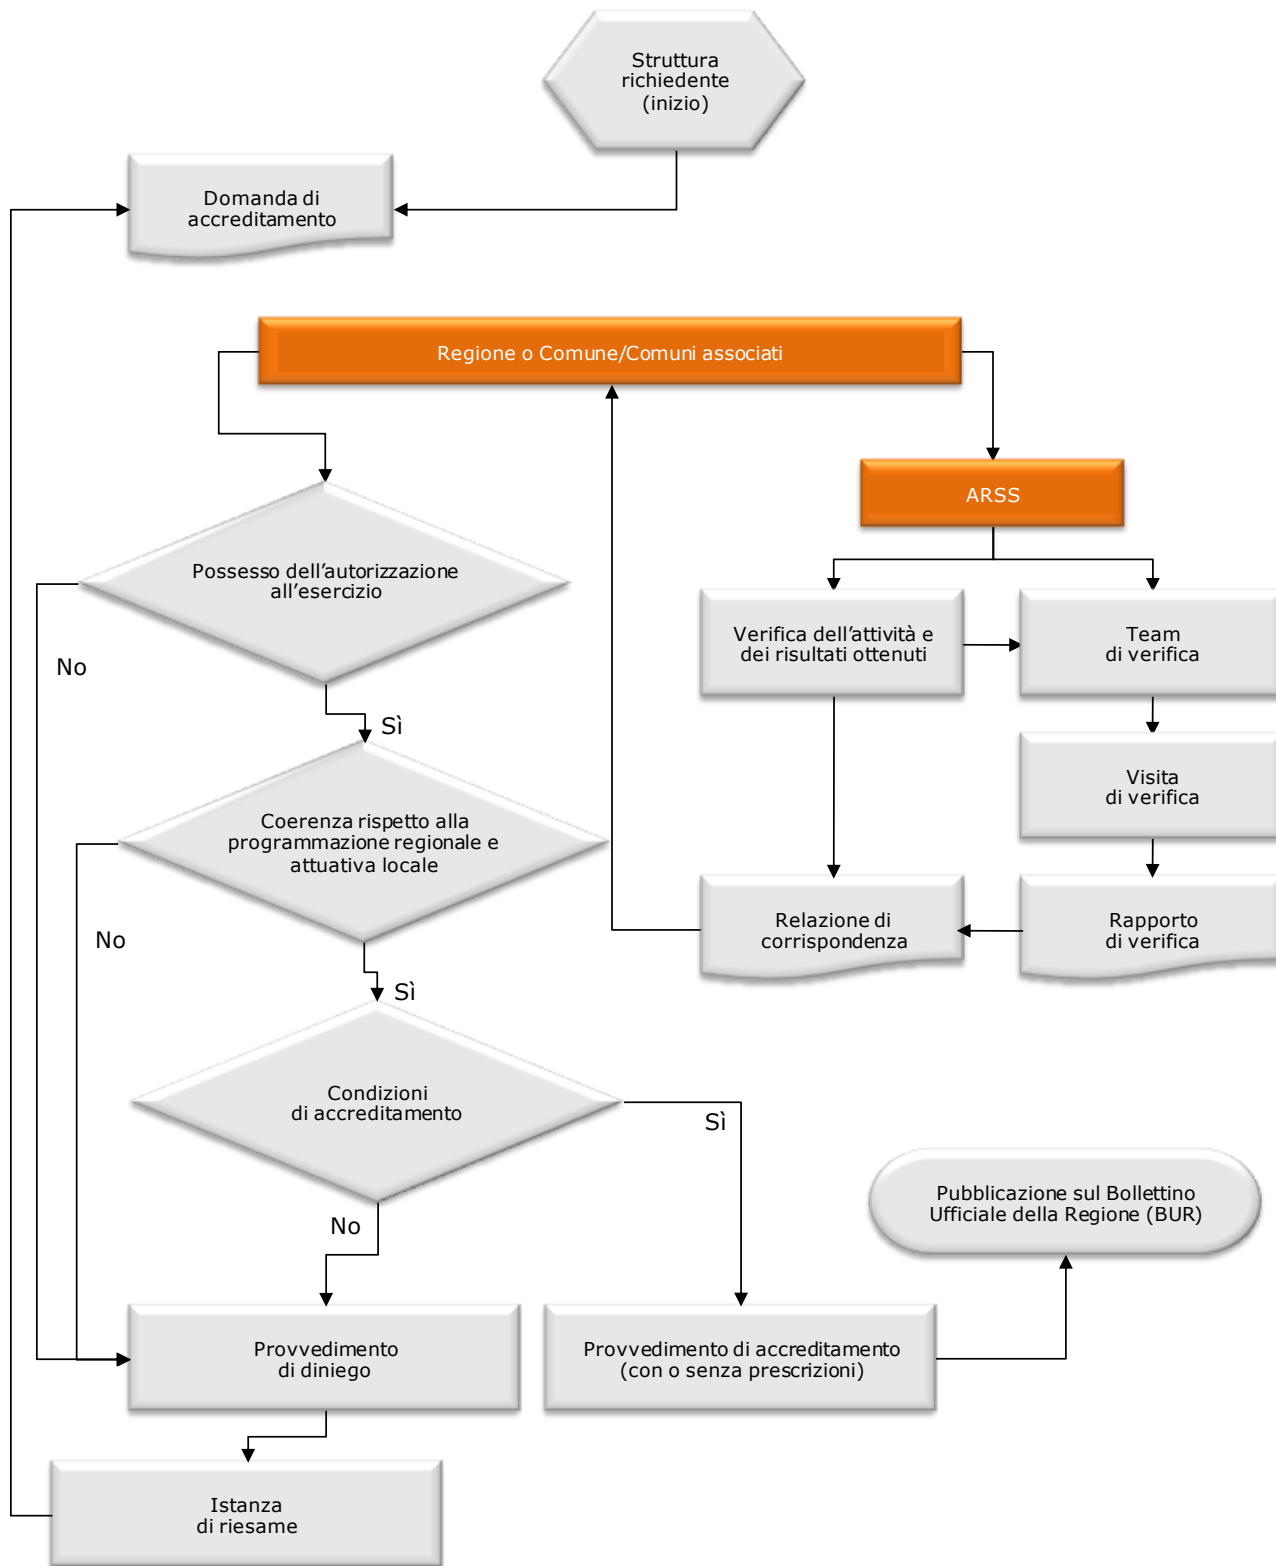 Struttura
richiedente
(inizio)
Domanda di
accreditamento
Regione o Comune/Comuni associati
ARSS
Possesso dell’autorizzazione
all’esercizio
No
Sì
Verifica dell’attività e
dei risultati ottenuti
Team
di verifica
Visita
di verifica
Coerenza rispetto alla
programmazione regionale e
attuativa locale
No
Sì
Relazione di
corrispondenza
Rapporto
di verifica
Condizioni
di accreditamento
Sì
No
Pubblicazione sul Bollettino
Ufficiale della Regione (BUR)
Provvedimento
di diniego
Provvedimento di accreditamento
(con o senza prescrizioni)
Istanza
di riesame